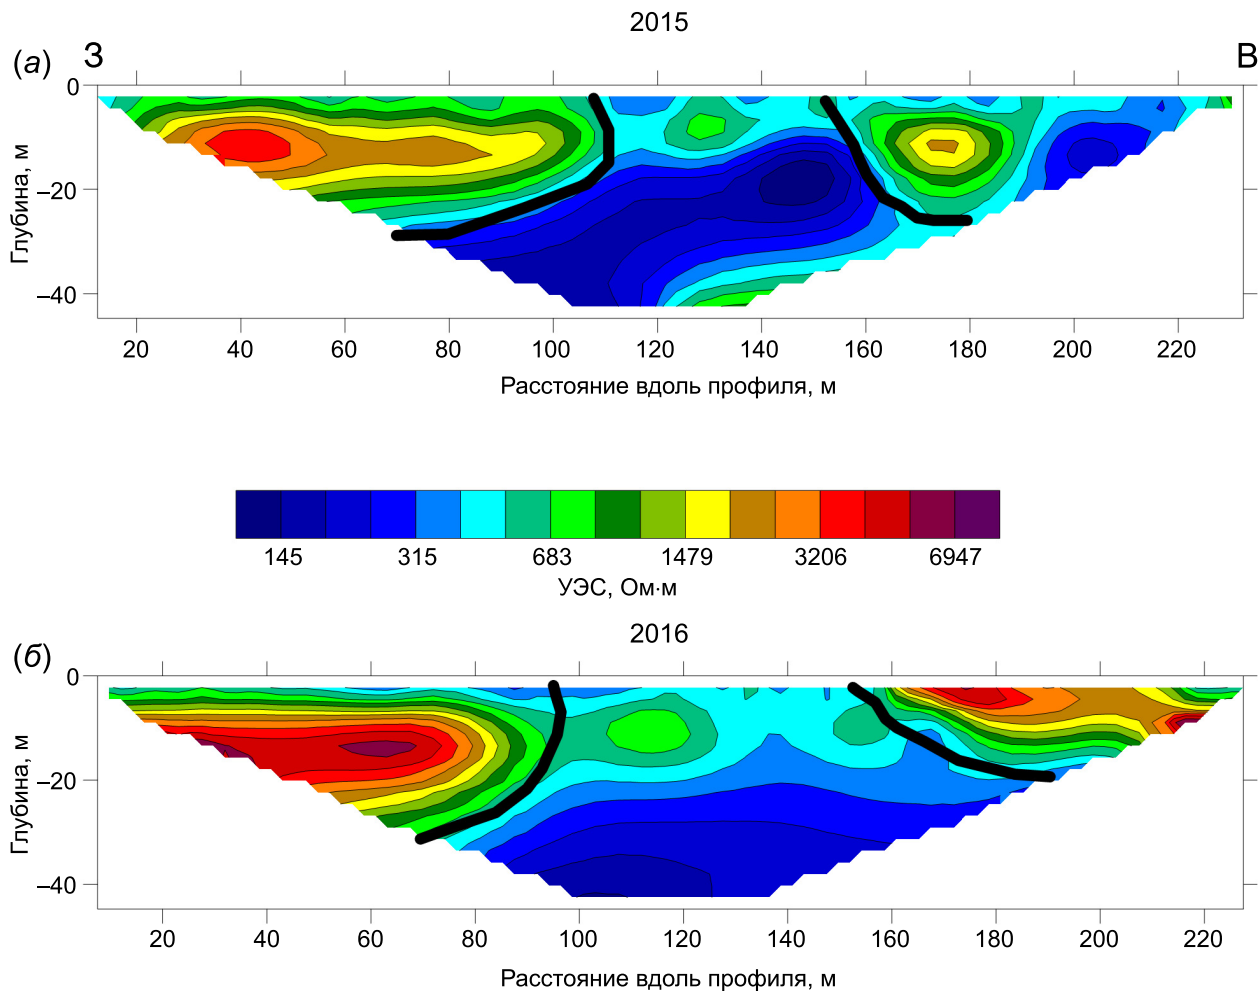 2015
(а) З В
0
–20
–40
Глубина, м
20 40 60 80 100 120 140 160 180 200 220
Расстояние вдоль профиля, м
145 315 683 1479 3206 6947
УЭС, Ом·м
2016
(б)
0
–20
–40
Глубина, м
20 40 60 80 100 120 140 160 180 200 220
Расстояние вдоль профиля, м